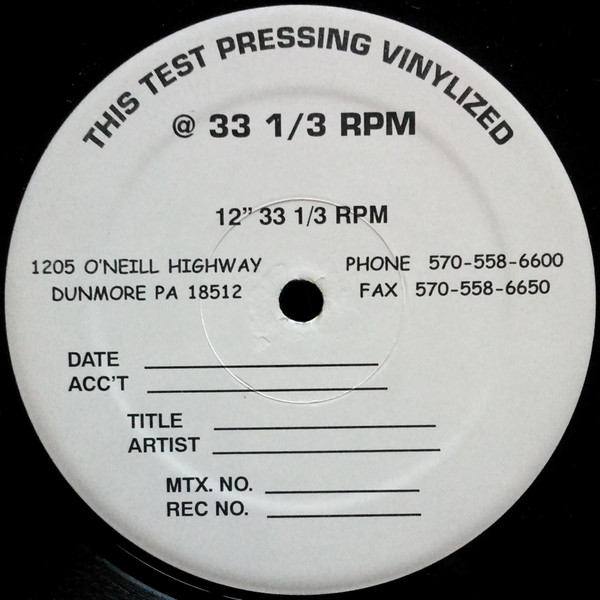 THIS TEST PRESSING VINYLIZED
@ 33 1/3 RPM
12" 33 1/3 RPM
1205 O'NEILL HIGHWAY
DUNMORE PA 18512
PHONE 570-558-6600
FAX 570-558-6650
DATE
ACC'T
TITLE
ARTIST
MTX. NO.
REC NO.